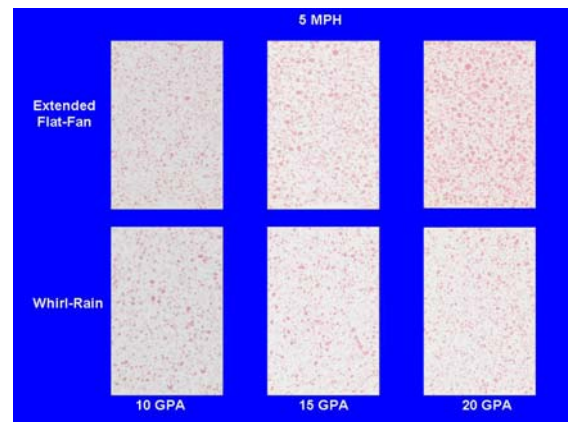 5 MPH
Extended
Flat-Fan
Whirl-Rain
10 GPA
15 GPA
20 GPA